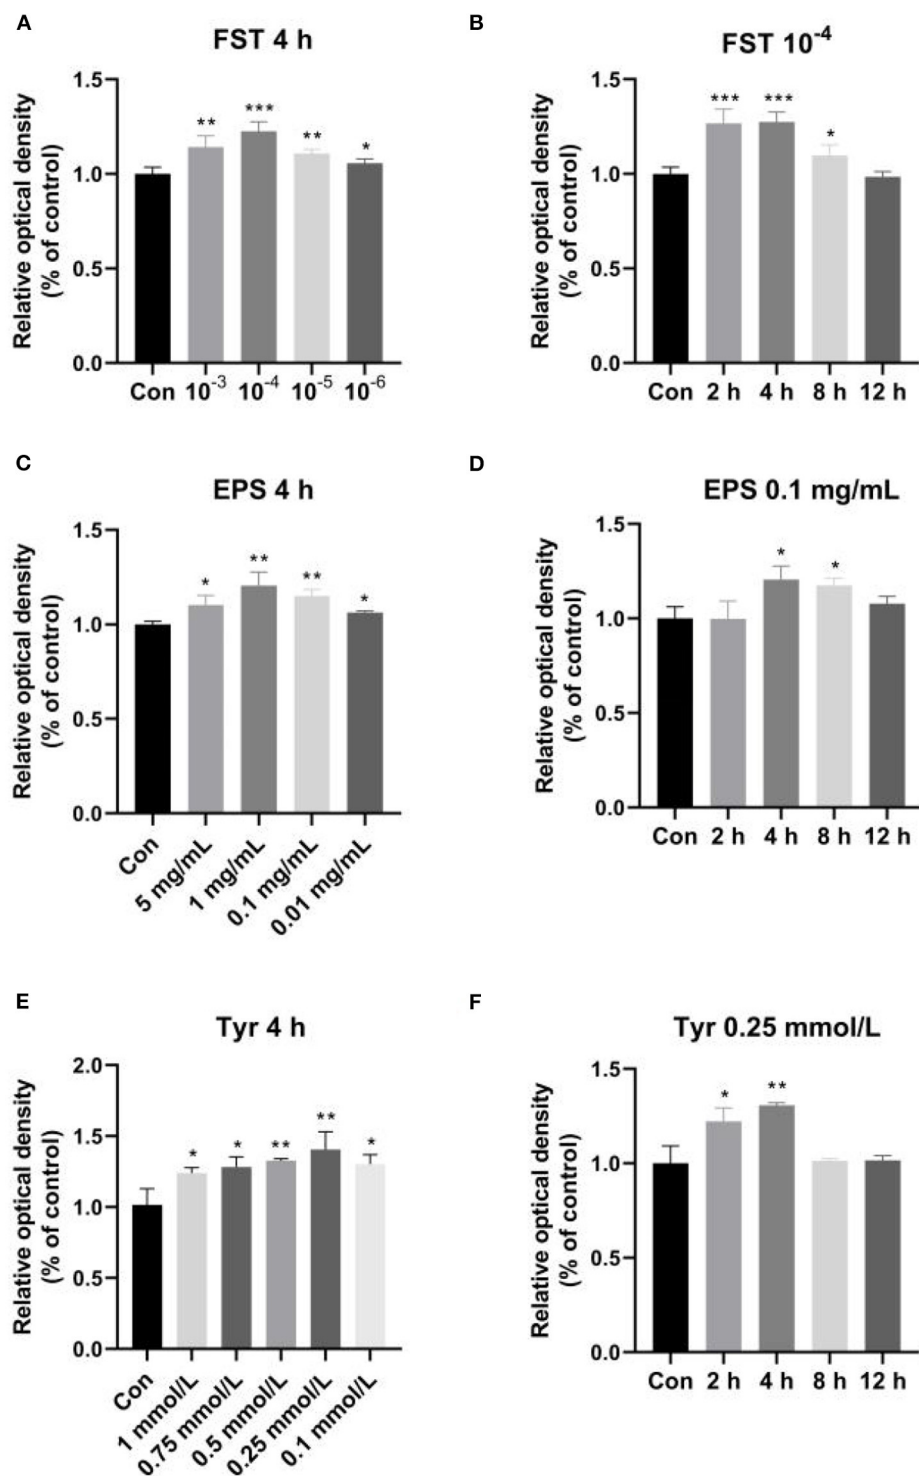 A
FST 4 h
Relative optical density
(% of control)
1.5
1.0
0.5
0.0
** *** ** *
Con 10-3 10-4 10-5 10-6
B
FST 10-4
Relative optical density
(% of control)
1.5
1.0
0.5
0.0
*** *** *
Con 2 h 4 h 8 h 12 h
C
EPS 4 h
Relative optical density
(% of control)
1.5
1.0
0.5
0.0
* ** ** *
Con
5 mg/mL
1 mg/mL
0.1 mg/mL
0.01 mg/mL
D
EPS 0.1 mg/mL
Relative optical density
(% of control)
1.5
1.0
0.5
0.0
* *
Con 2 h 4 h 8 h 12 h
E
Tyr 4 h
Relative optical density
(% of control)
2.0
1.5
1.0
0.5
0.0
* * ** ** *
Con
1 mmol/L
0.75 mmol/L
0.5 mmol/L
0.25 mmol/L
0.1 mmol/L
F
Tyr 0.25 mmol/L
Relative optical density
(% of control)
1.5
1.0
0.5
0.0
* **
Con 2 h 4 h 8 h 12 h